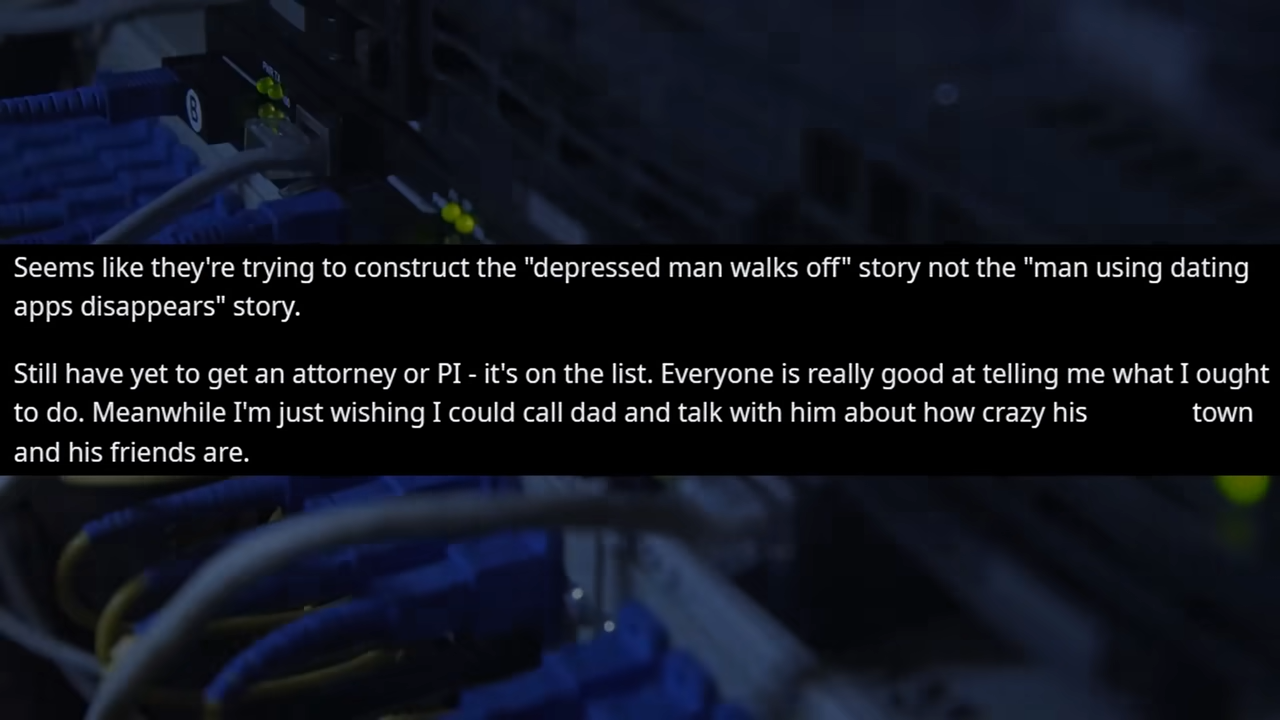 B
Seems like they're trying to construct the "depressed man walks off" story not the "man using dating
apps disappears" story.
Still have yet to get an attorney or PI - it's on the list. Everyone is really good at telling me what I ought
to do. Meanwhile I'm just wishing I could call dad and talk with him about how crazy his town
and his friends are.